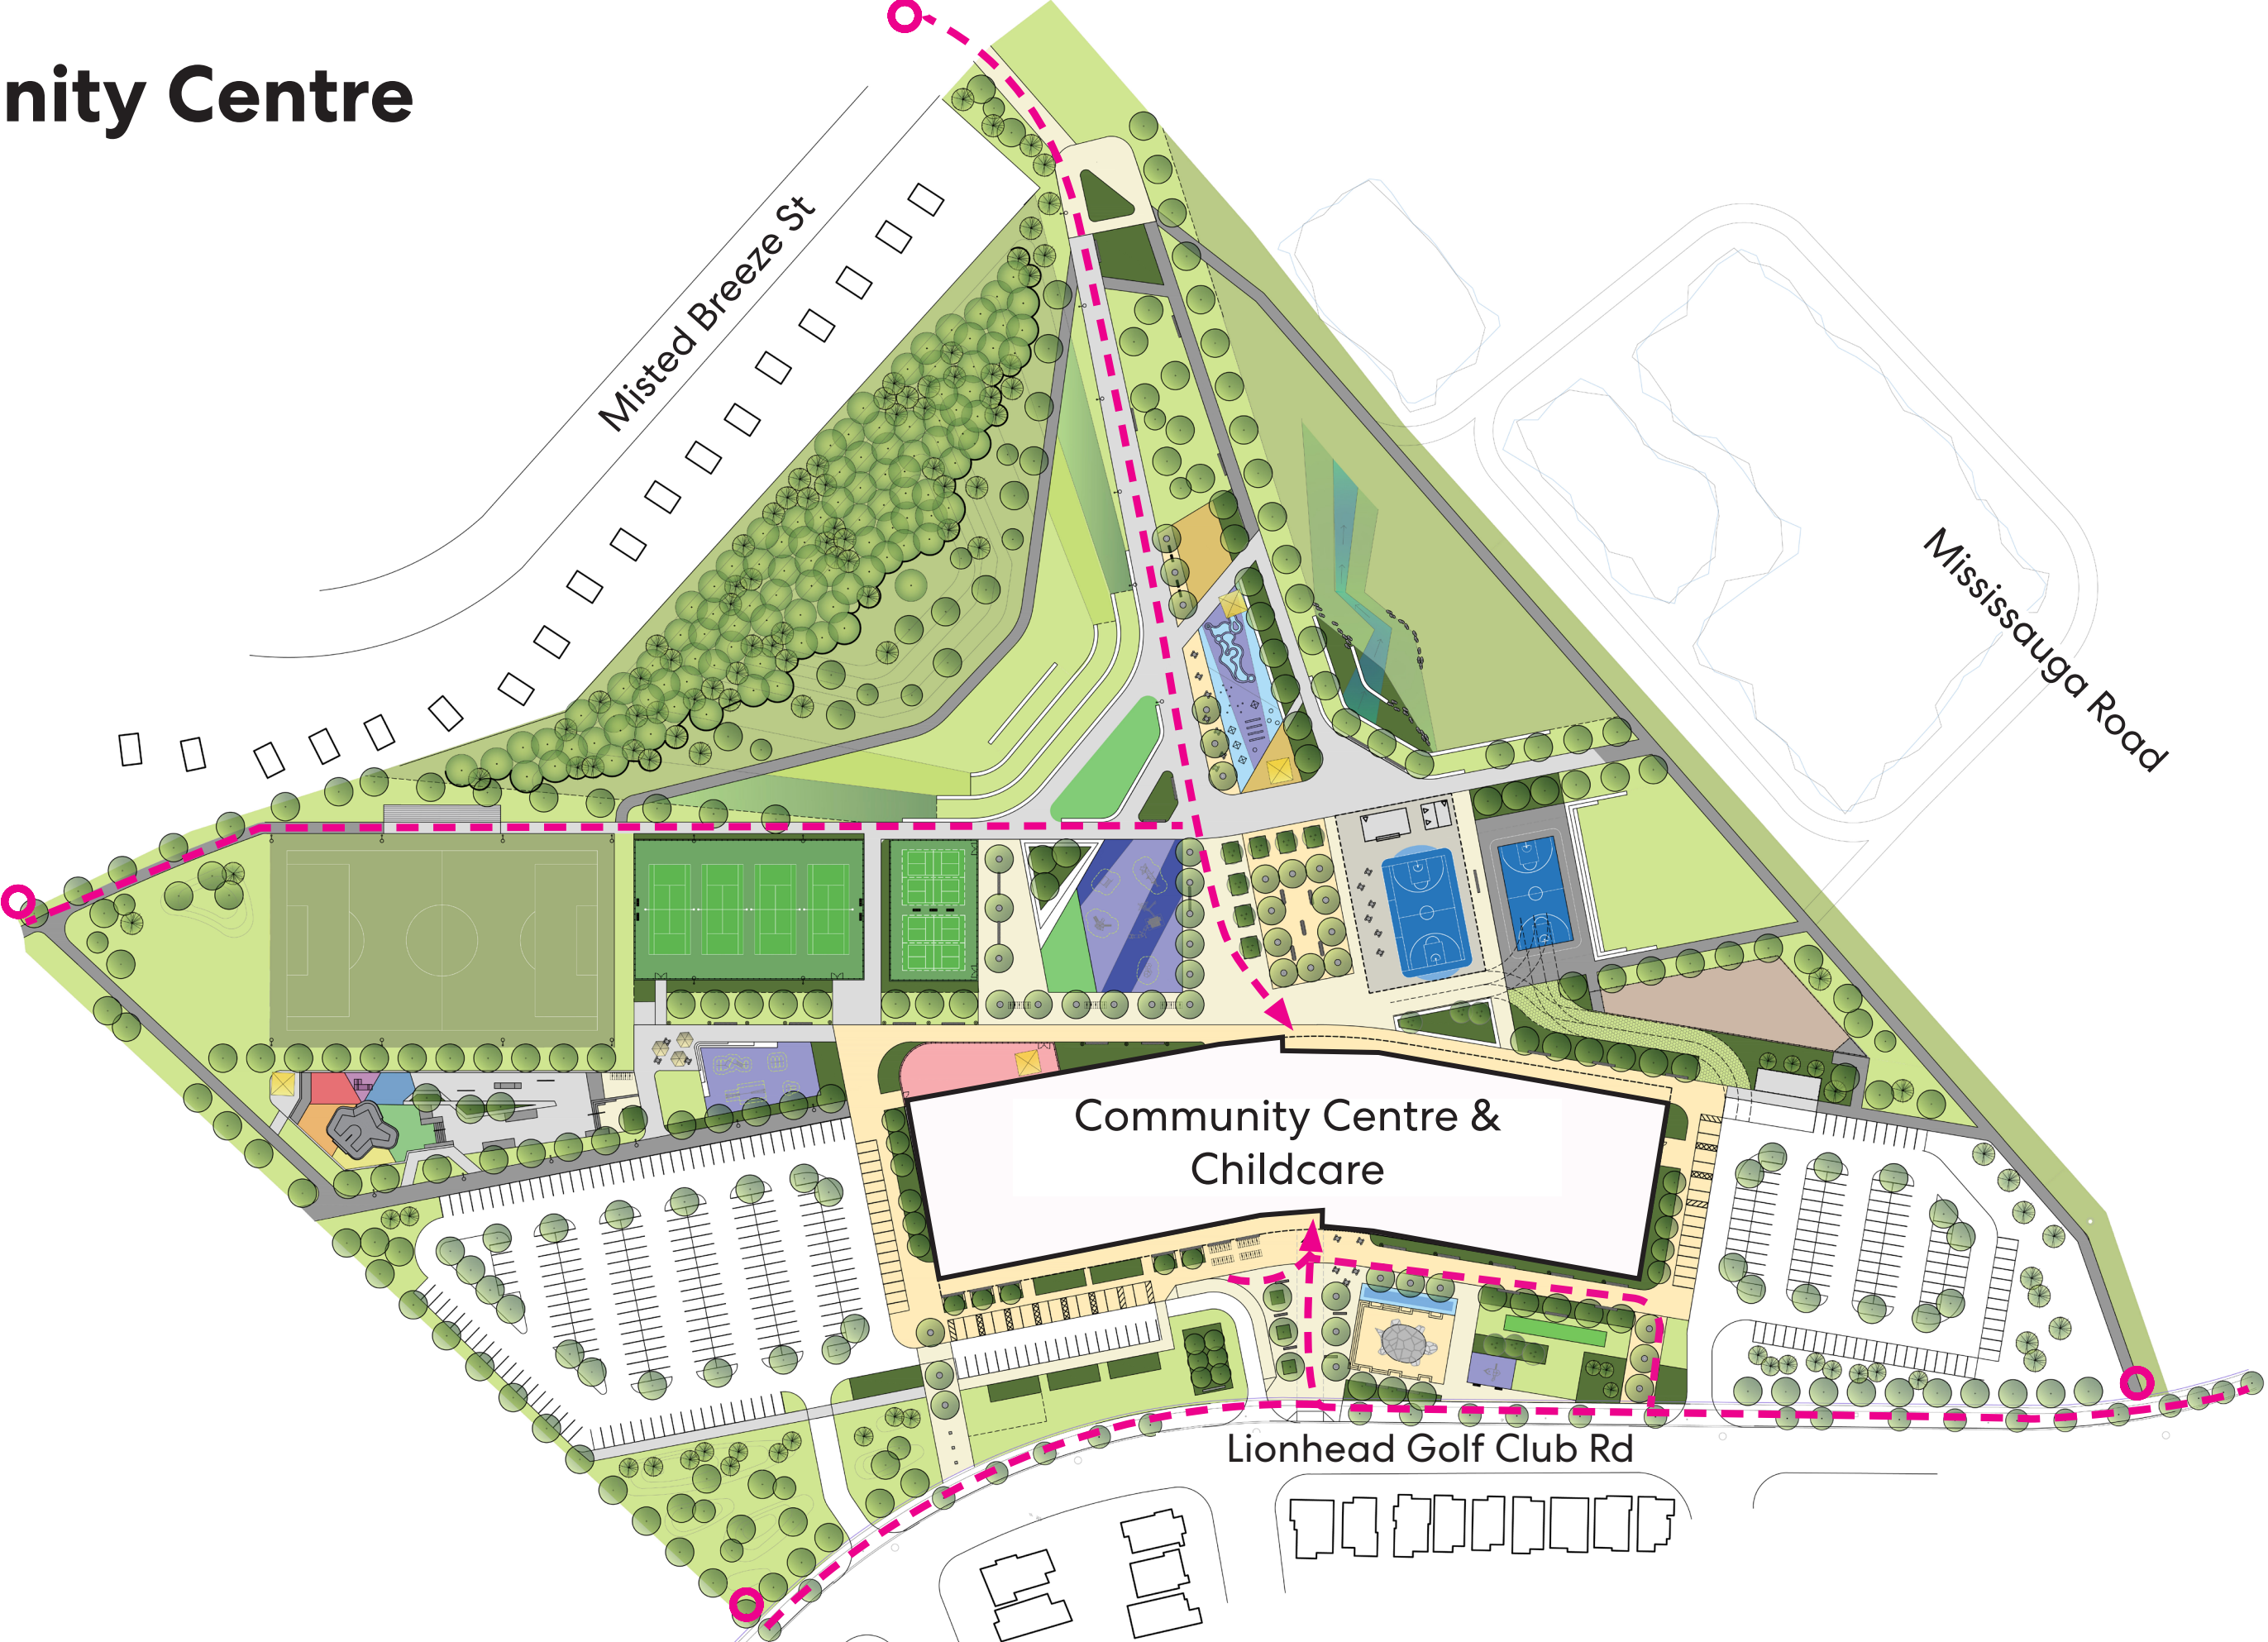 nity Centre
Misted Breeze St
Mississauga Road
Community Centre &
Childcare
Lionhead Golf Club Rd